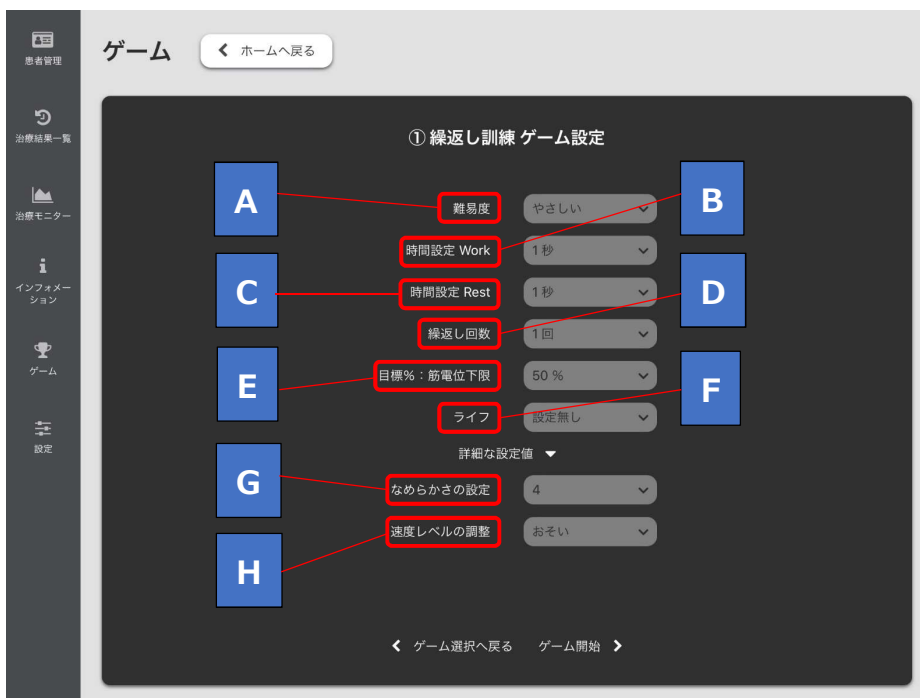 患者管理
治療結果一覧
治療モニター
インフォメー
ション
ゲーム
設定
ゲーム
ホームへ戻る
① 繰返し訓練 ゲーム設定
A
難易度 やさしい
B
時間設定 Work 1 秒
C
時間設定 Rest 1 秒
D
繰返し回数 1 回
E
目標%：筋電位下限 50 %
F
ライフ 設定無し
詳細な設定値
G
なめらかさの設定 4
速度レベルの調整 おそい
H
ゲーム選択へ戻る ゲーム開始